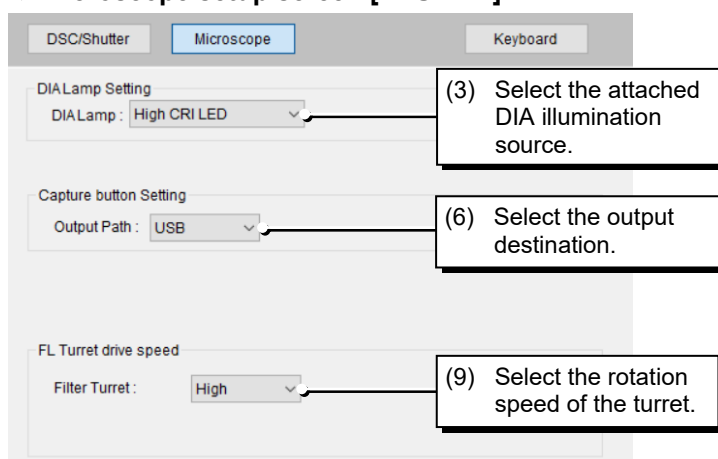 DSC/Shutter Microscope Keyboard
DIA Lamp Setting
DIA Lamp : High CRI LED
(3) Select the attached
DIA illumination
source.
Capture button Setting
Output Path : USB
(6) Select the output
destination.
FL Turret drive speed
Filter Turret : High
(9) Select the rotation
speed of the turret.